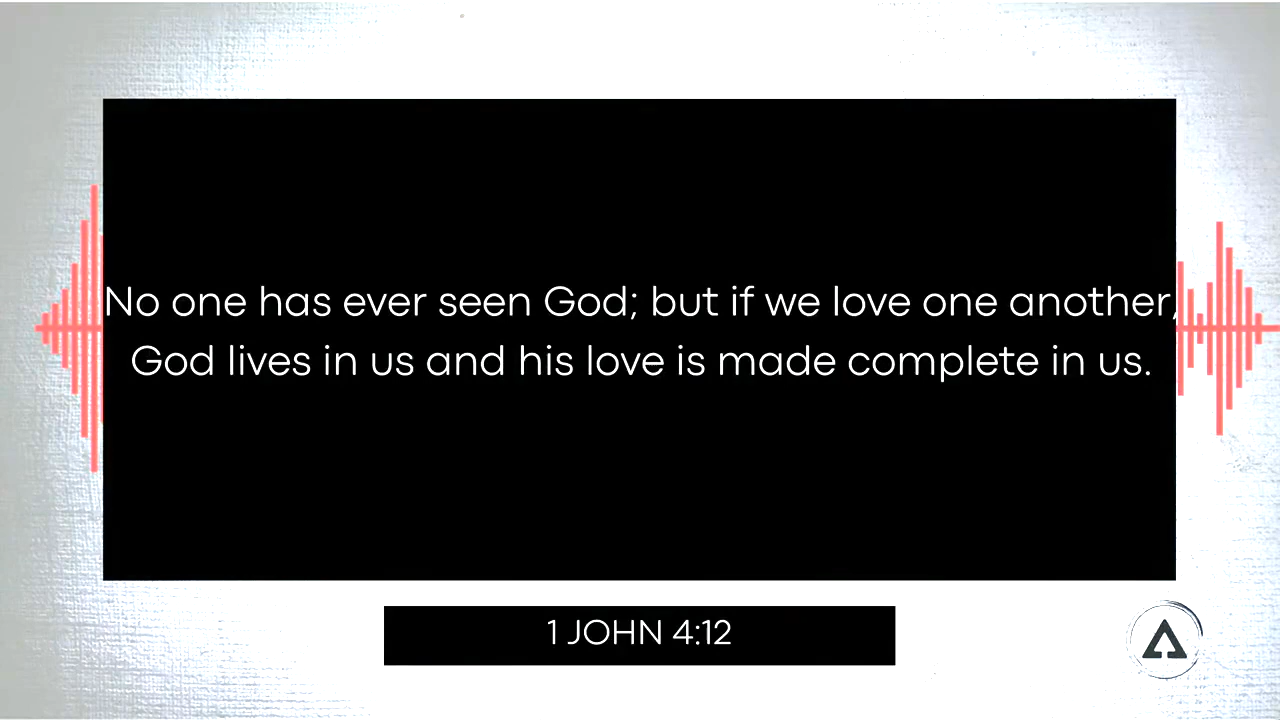 No one has ever seen God; but if we love one another,
God lives in us and his love is made complete in us.
1 JOHN 4:12